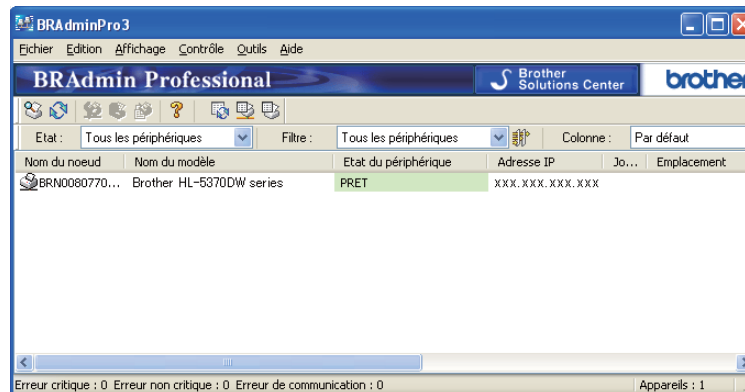 BRAdminPro3
Fichier Edition Affichage Contrôle Outils Aide
BRAdmin Professional Brother Solutions Center brother
Etat : Tous les périphériques Filtre : Tous les périphériques Colonne : Par défaut
Nom du noeud Nom du modèle Etat du périphérique Adresse IP Jo... Emplacement
BRN0080770... Brother HL-5370DW series PRET XXX.XXX.XXX.XXX
Erreur critique : 0 Erreur non critique : 0 Erreur de communication : 0 Appareils : 1